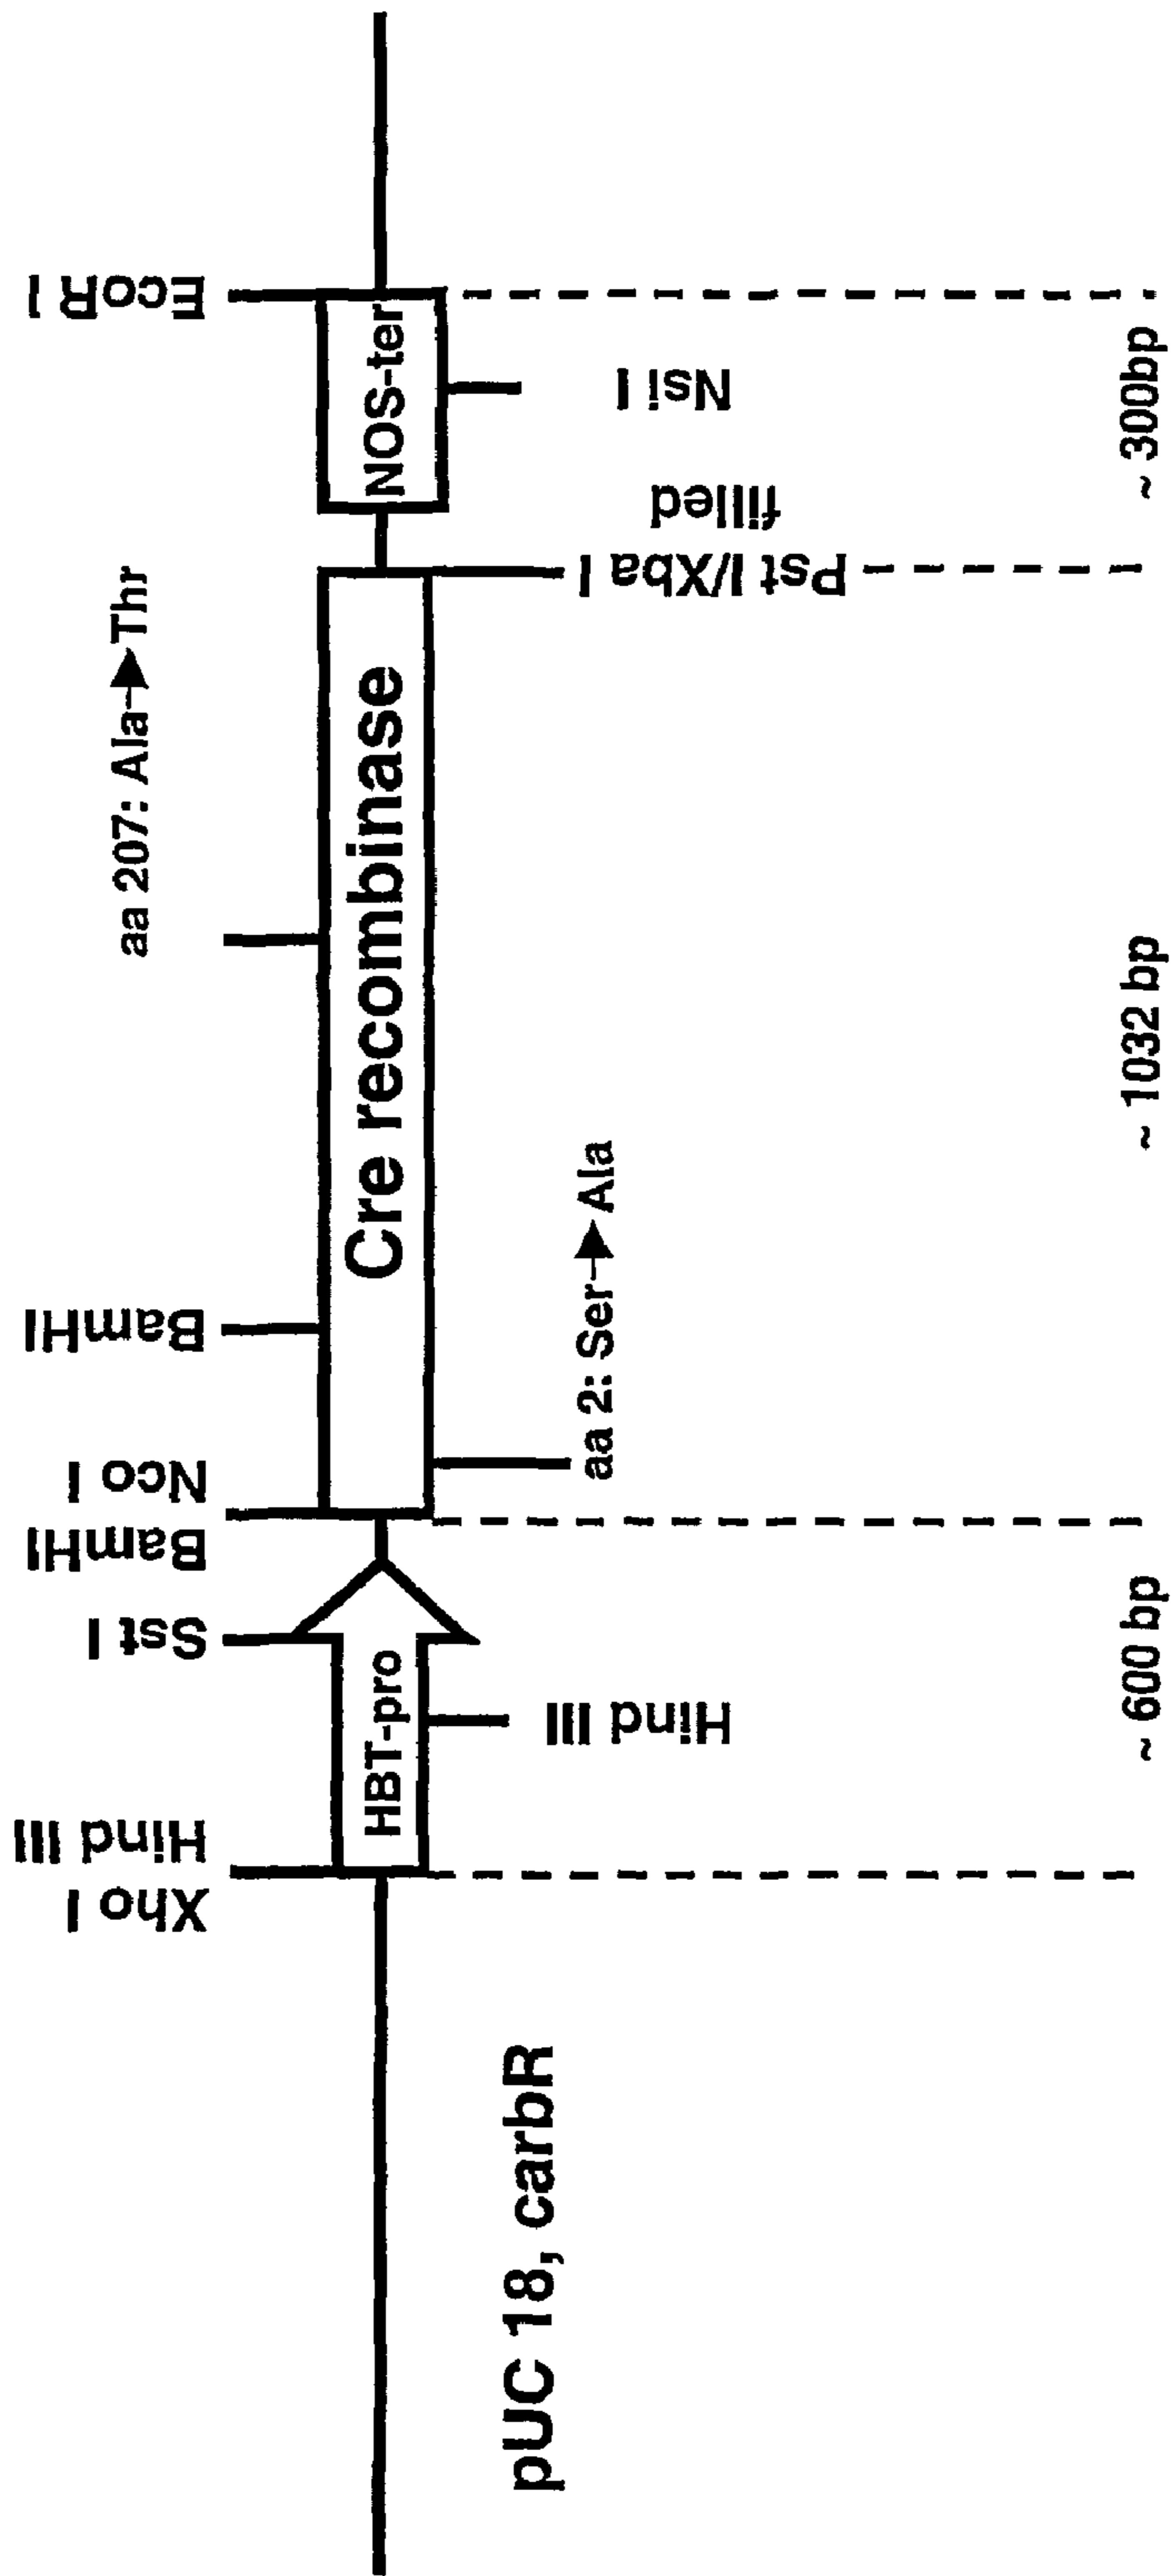 Xho I
Hind III
Sst I
BamHI
Nco I
BamHI
aa 207: Ala→Thr
EcoR I
HBT-pro
Cre recombinase
NOS-ter
Hind III
aa 2: Ser→Ala
Pst I/Xba I
filled
Nsi I
pUC 18, carbR
~ 600 bp
~ 1032 bp
~ 300bp